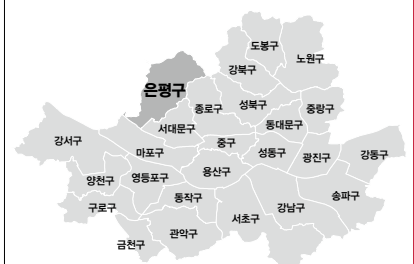 도봉구
노원구
강북구
은평구
성북구
종로구
중랑구
동대문구
서대문구
강서구
중구
마포구
성동구
광진구
강동구
용산구
양천구
영등포구
동작구
송파구
구로구
강남구
서초구
관악구
금천구